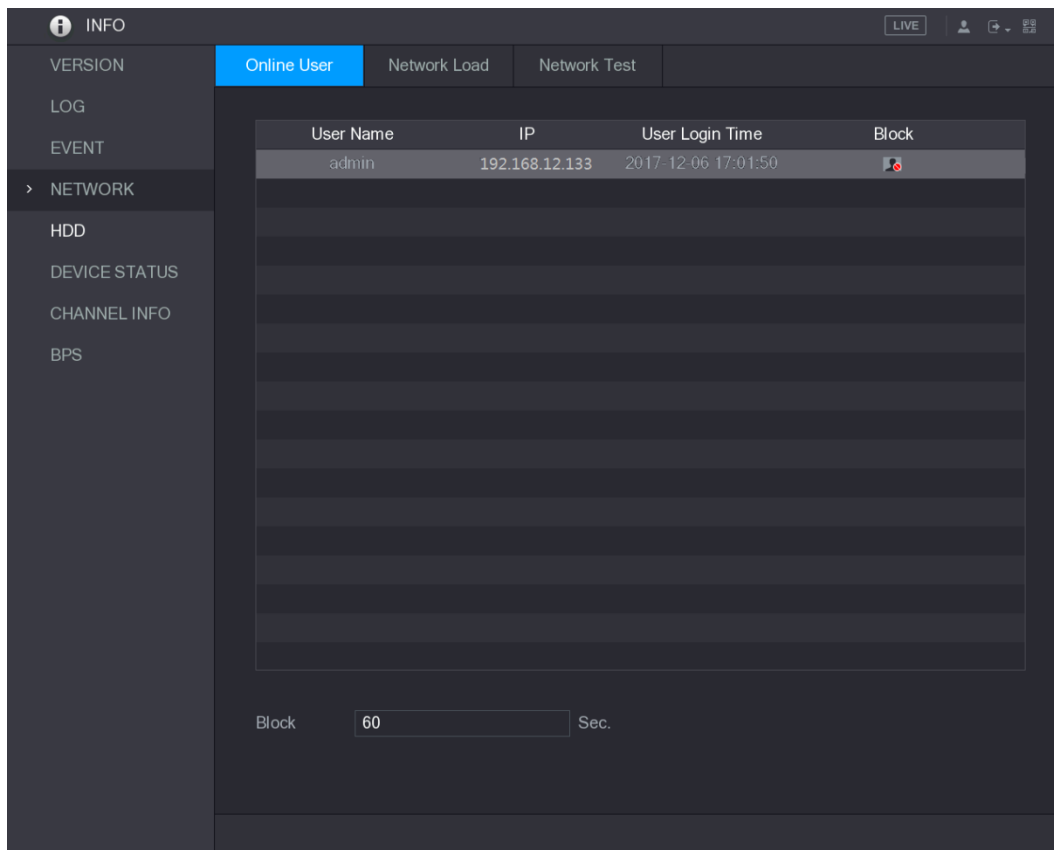 INFO
LIVE
VERSION
LOG
EVENT
NETWORK
HDD
DEVICE STATUS
CHANNEL INFO
BPS
Online User Network Load Network Test
User Name IP User Login Time Block
admin 192.168.12.133 2017-12-06 17:01:50
Block 60 Sec.